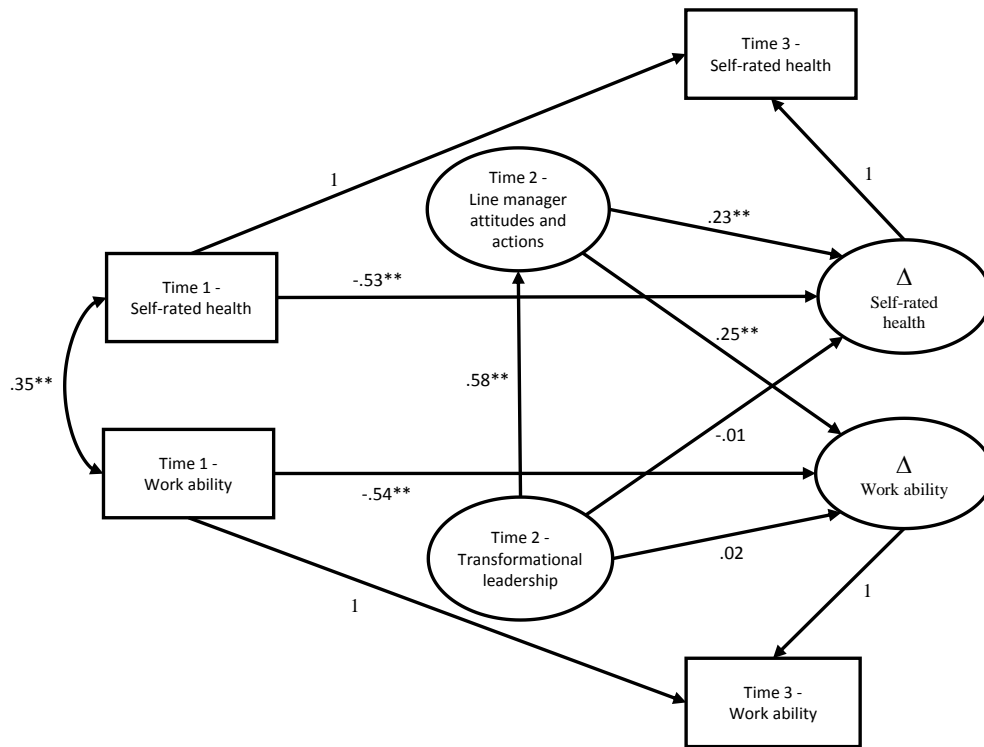 Time 3 -
Self-rated health
1
Time 2 -
Line manager
attitudes and
actions
1
.23**
Time 1 -
Self-rated health
-.53**
Δ
Self-rated
health
.25**
.35**
.58**
-.01
Time 1 -
Work ability
-.54**
Δ
Work ability
Time 2 -
Transformational
leadership
.02
1
1
Time 3 -
Work ability